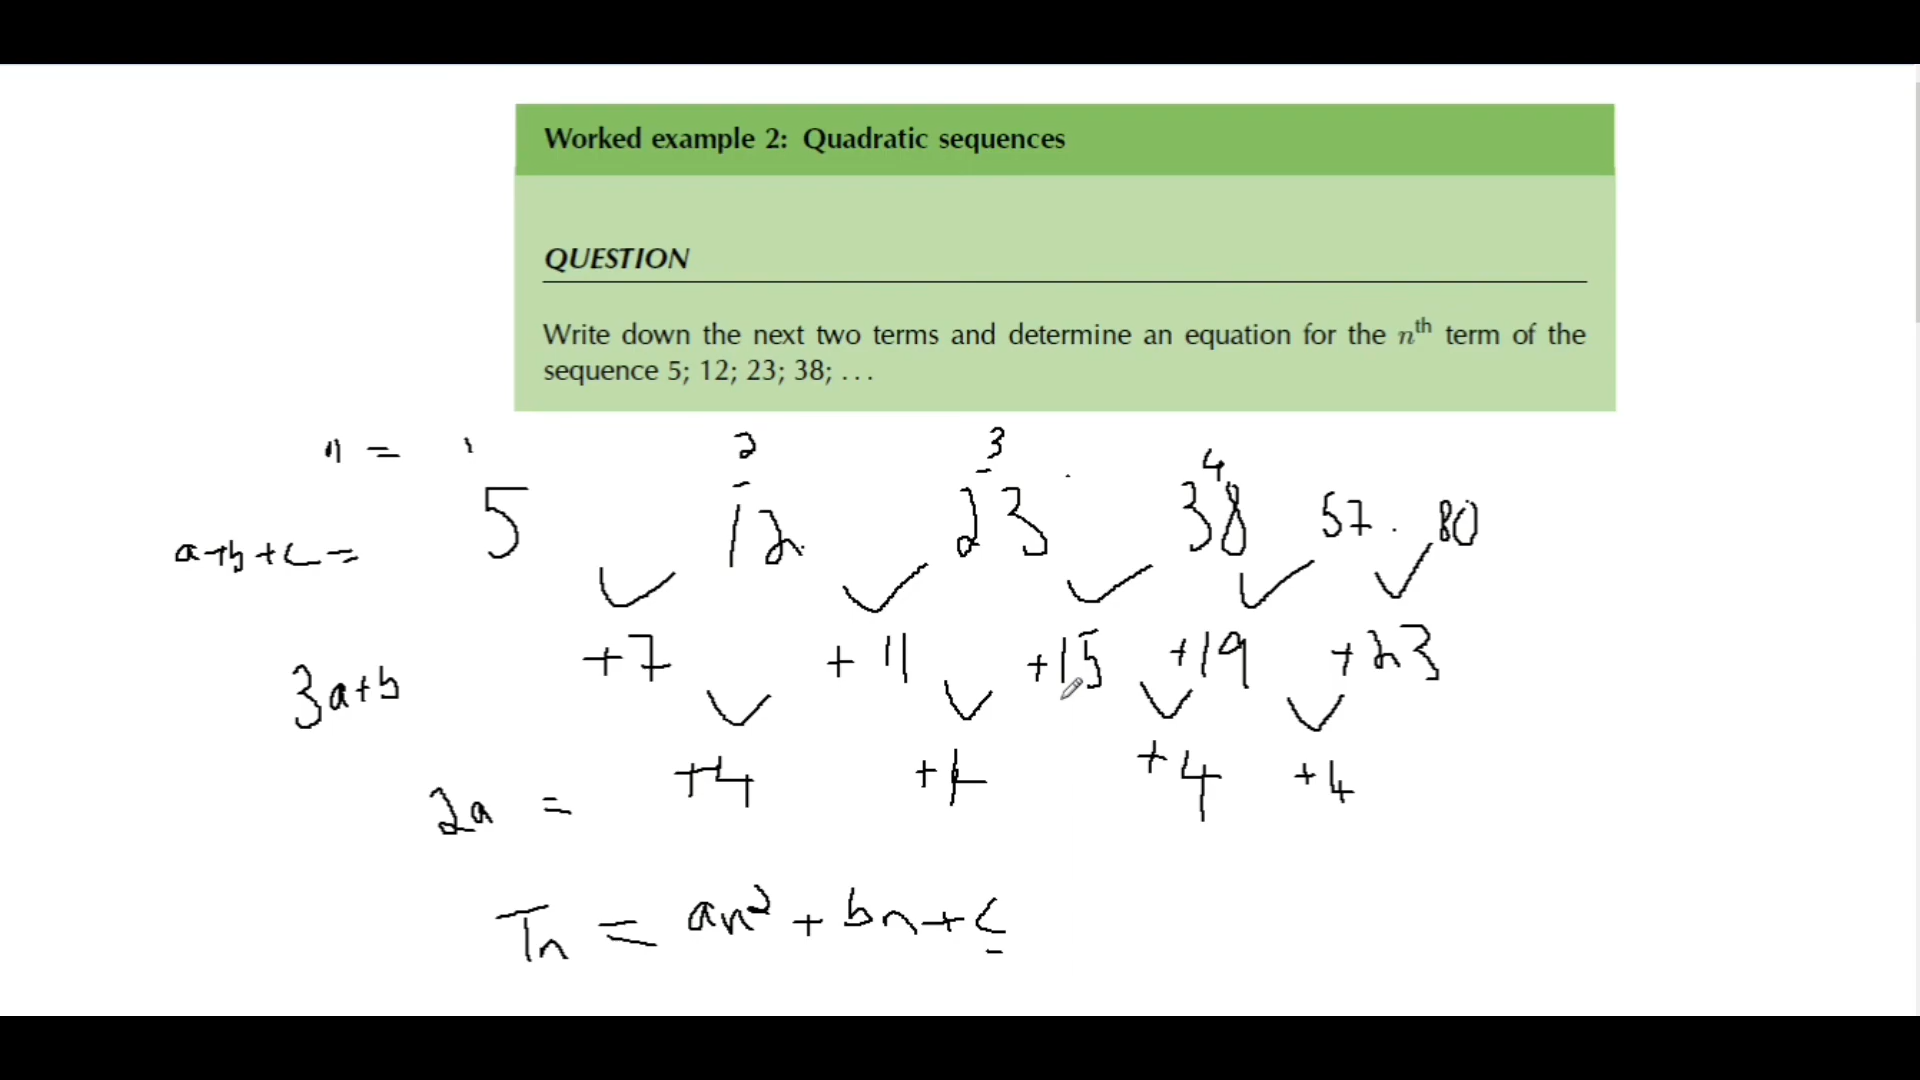 Worked example 2: Quadratic sequences
QUESTION
Write down the next two terms and determine an equation for the nth term of the
sequence 5; 12; 23; 38; ...
n = 1 2 3 4
a+b+c = 5 12 23 38 57 80
3a+b +7 +11 +15 +19 +23
2a = +4 +4 +4 +4
Tn = an² + bn + c